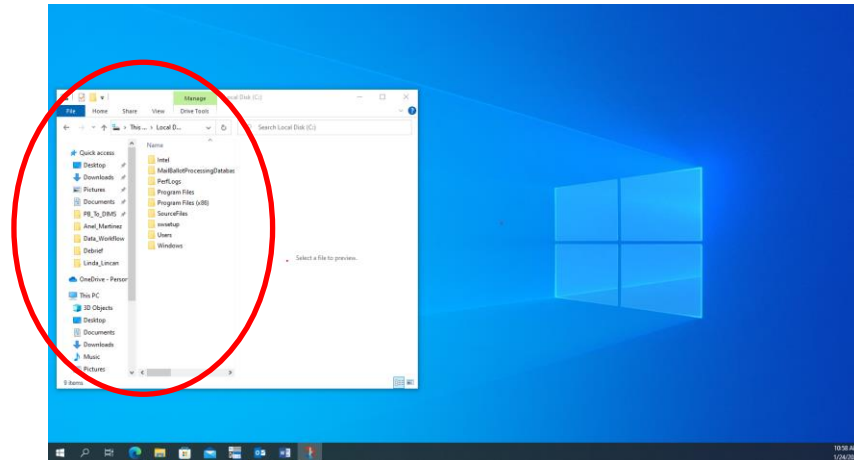 Manage
Local Disk (C:)
File Home Share View Drive Tools
This ... > Local D...
Search Local Disk (C:)
Name
Quick access
Desktop
Downloads
Pictures
Documents
PB_To_DIMS
Anel_Martinez
Data_Workflow
Debrief
Linda_Lincan
OneDrive - Person
This PC
3D Objects
Desktop
Documents
Downloads
Music
Pictures
Intel
MailBallotProcessingDatabas
PerfLogs
Program Files
Program Files (x86)
SourceFiles
swsetup
Users
Windows
Select a file to preview.
9 items
10:58 AM
1/24/20